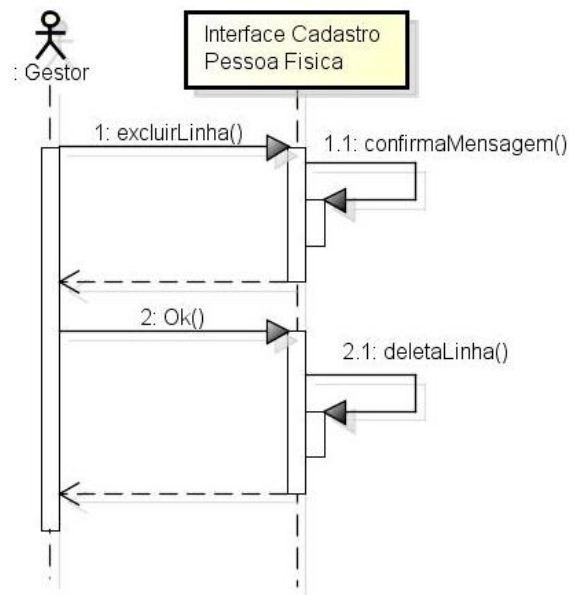 Interface Cadastro
Pessoa Fisica
: Gestor
1: excluirLinha()
1.1: confirmaMensagem()
2: Ok()
2.1: deletaLinha()